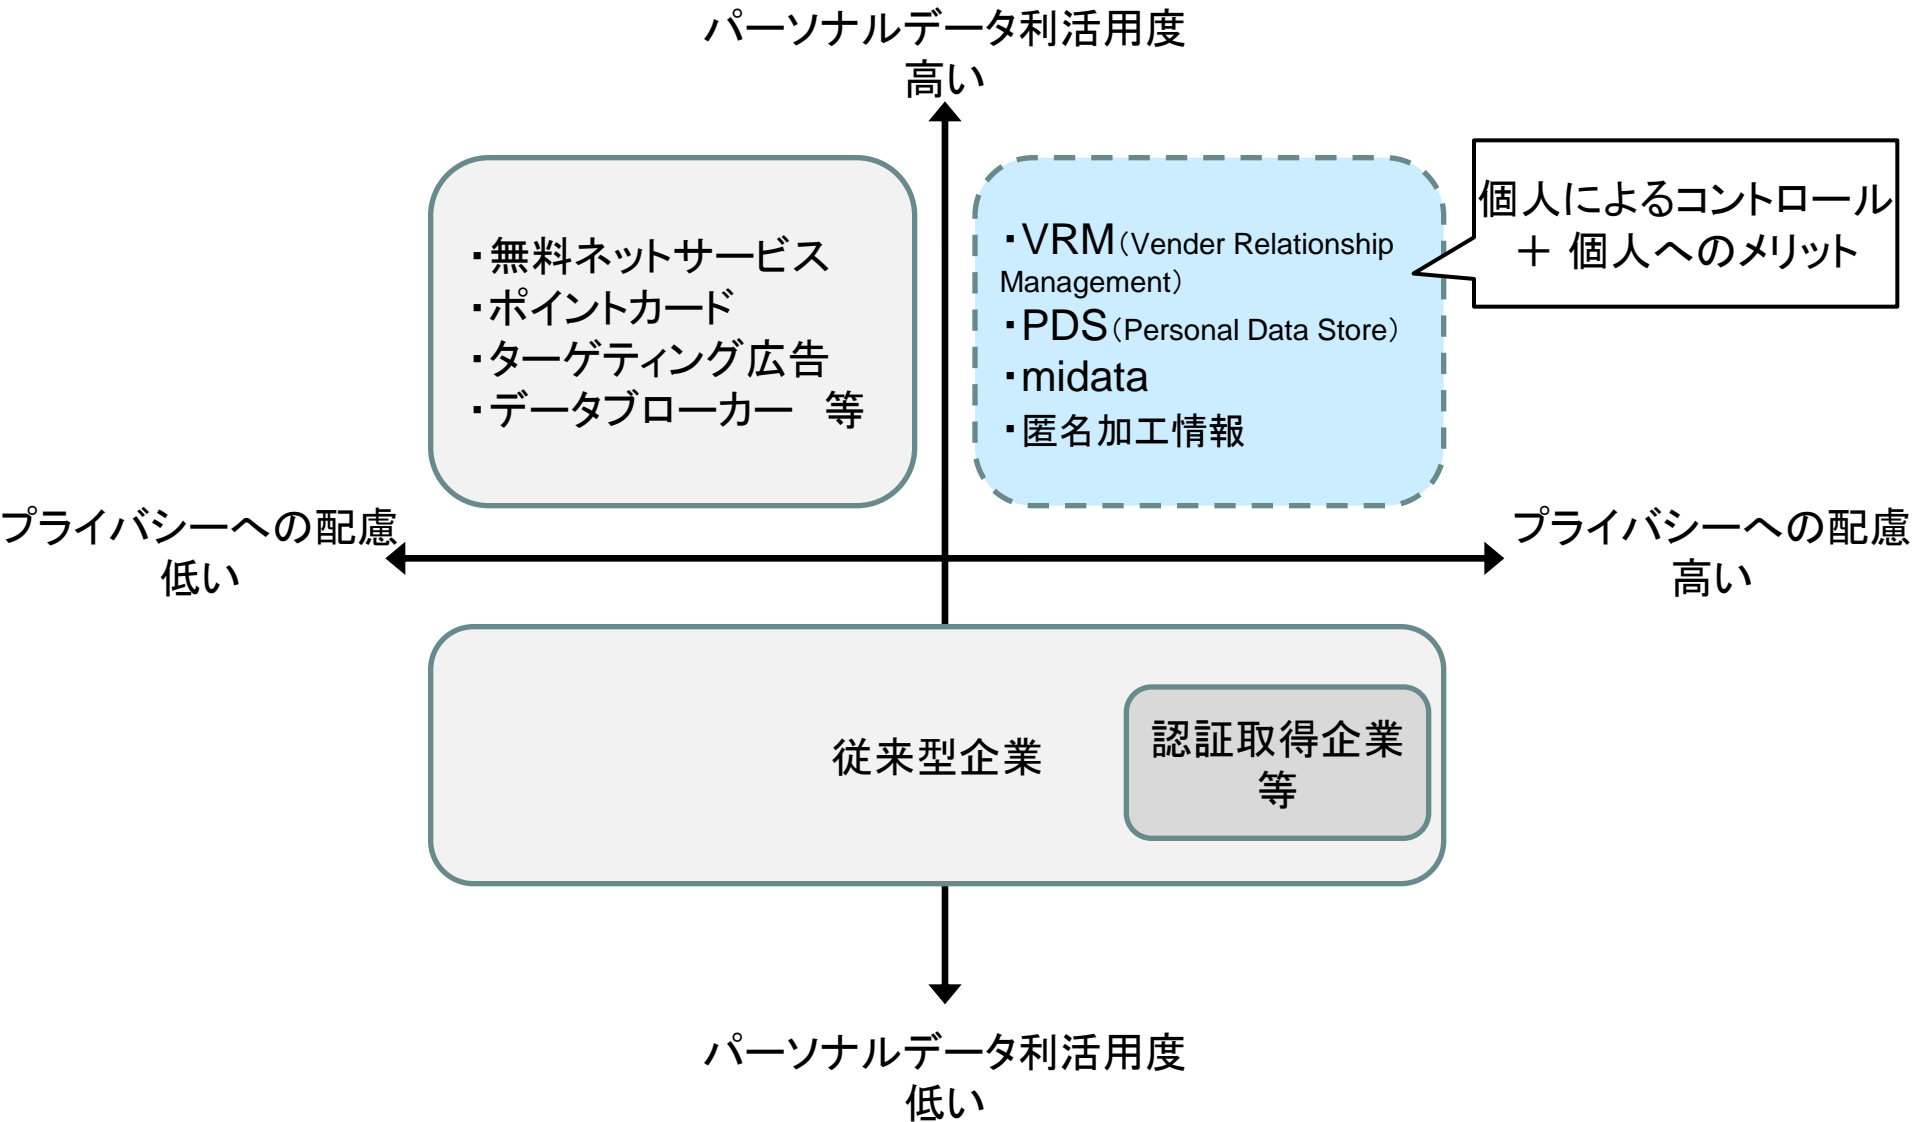 パーソナルデータ利活用度
高い
・無料ネットサービス
・ポイントカード
・ターゲティング広告
・データブローカー　等
・VRM（Vender Relationship
Management）
・PDS（Personal Data Store）
・midata
・匿名加工情報
個人によるコントロール
＋ 個人へのメリット
プライバシーへの配慮
低い
プライバシーへの配慮
高い
従来型企業
認証取得企業
等
パーソナルデータ利活用度
低い